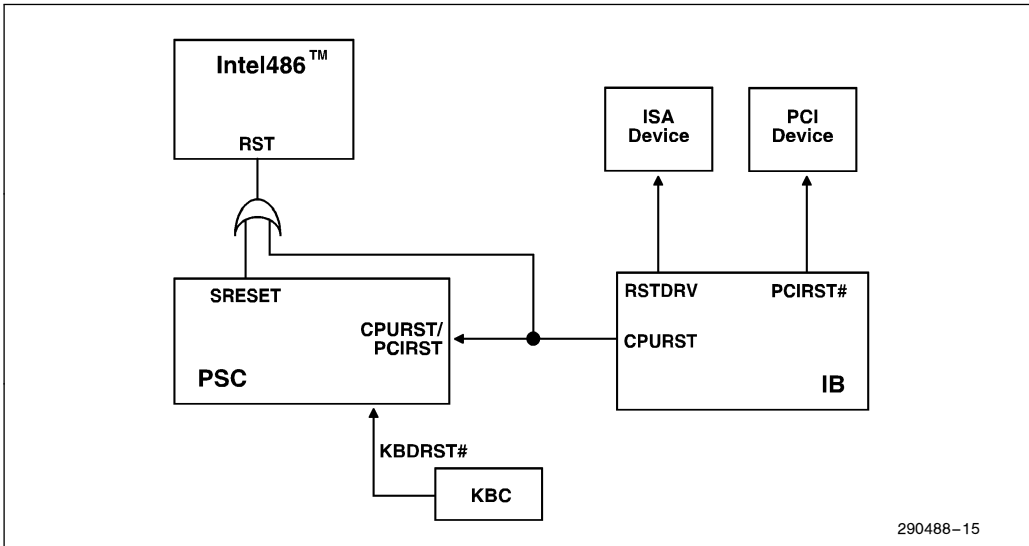 Intel486™
RST
ISA
Device
PCI
Device
SRESET
CPURST/
PCIRST
PSC
RSTDRV
PCIRST#
CPURST
IB
KBDRST#
KBC
290488–15